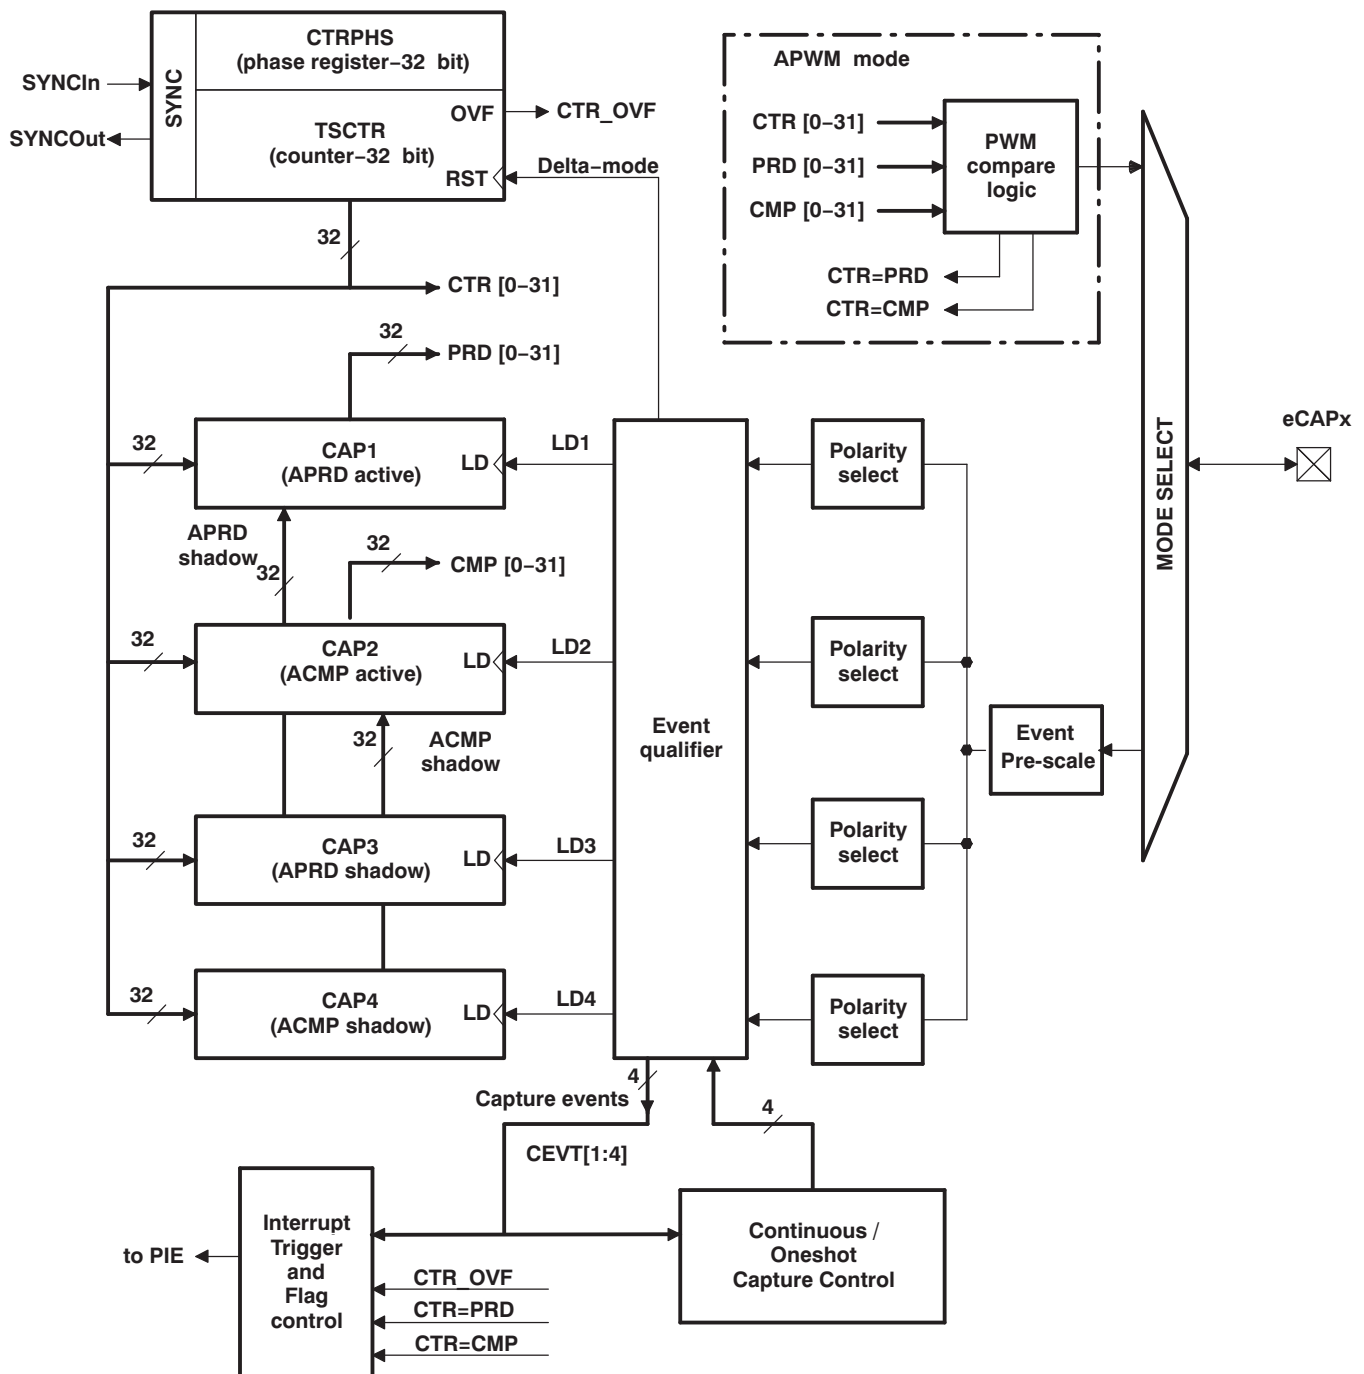 CTRPHS
(phase register−32 bit)
APWM mode
SYNCIn
SYNC
OVF
CTR_OVF
SYNCOut
TSCTR
(counter−32 bit)
RST
Delta−mode
CTR [0−31]
PRD [0−31]
CMP [0−31]
PWM
compare
logic
CTR=PRD
CTR=CMP
32
CTR [0−31]
32
PRD [0−31]
32
CAP1
(APRD active)
LD
LD1
Polarity
select
eCAPx
MODE SELECT
APRD
shadow
32
32
CMP [0−31]
32
CAP2
(ACMP active)
LD
LD2
Polarity
select
32
ACMP
shadow
Event
qualifier
Event
Pre-scale
32
CAP3
(APRD shadow)
LD
LD3
Polarity
select
32
CAP4
(ACMP shadow)
LD
LD4
Polarity
select
4
Capture events
4
CEVT[1:4]
to PIE
Interrupt
Trigger
and
Flag
control
CTR_OVF
CTR=PRD
CTR=CMP
Continuous /
Oneshot
Capture Control